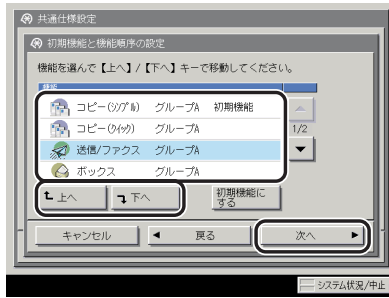 共通仕様設定
初期機能と機能順序の設定
機能を選んで【上へ】/【下へ】キーで移動してください。
機能
コピー(ｼﾝﾌﾟﾙ) グループA 初期機能
コピー(ｸｲｯｸ) グループA
1/2
送信/ファクス グループA
ボックス グループA
上へ 下へ 初期機能に
する
キャンセル 戻る 次へ
システム状況/中止